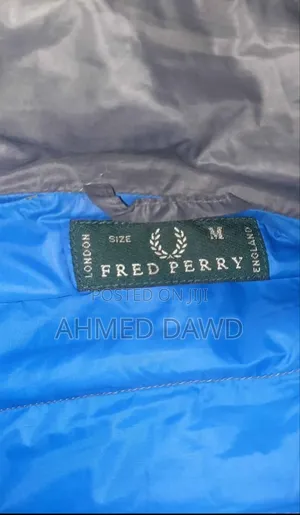 LONDON
SIZE
M
ENGLAND
FRED PERRY
POSTED ON JIJI
AHMED DAWD